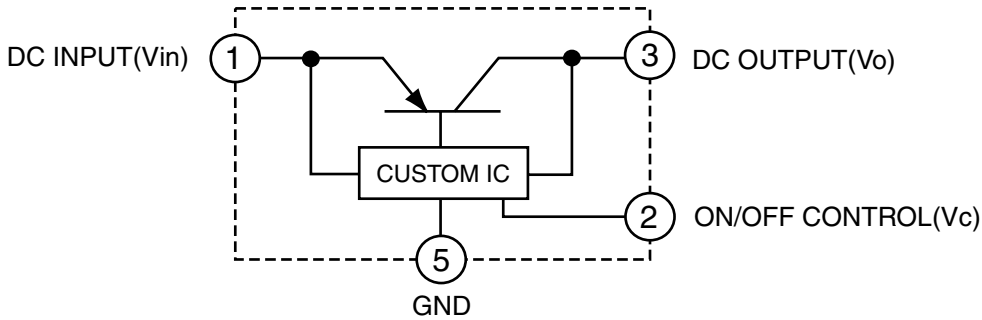 DC INPUT(Vin)
1
3
DC OUTPUT(Vo)
CUSTOM IC
2
ON/OFF CONTROL(Vc)
5
GND